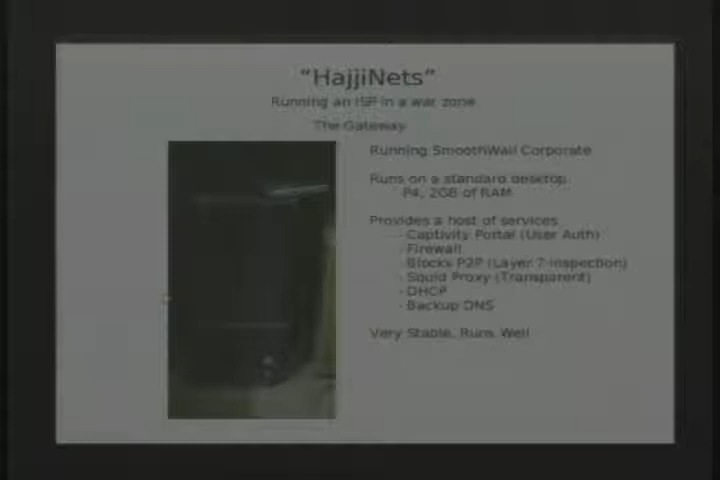 “HajjiNets”
Running an ISP in a war zone
The Gateway
Running SmoothWall Corporate
Runs on a standard desktop
P4, 2GB of RAM
Provides a host of services
- Captivity Portal (User Auth)
- Firewall
- Blocks P2P (Layer 7 Inspection)
- Squid Proxy (Transparent)
- DHCP
- Backup DNS
Very Stable, Runs Well